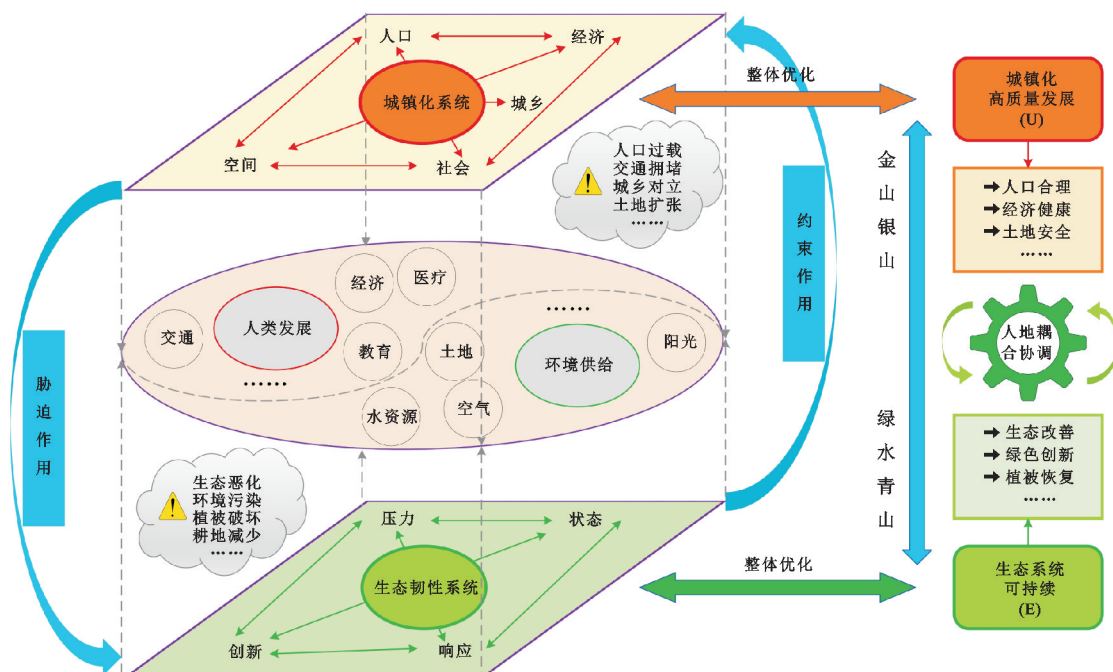 人口
经济
城镇化系统
城乡
空间
社会
整体优化
城镇化
高质量发展
(U)
人口过载
交通拥堵
城乡对立
土地扩张
……
金山银山
人口合理
经济健康
土地安全
……
约束作用
胁迫作用
经济
医疗
交通
人类发展
……
教育
土地
……
环境供给
阳光
水资源
空气
人地耦
合协调
绿水青山
生态改善
绿色创新
植被恢复
……
生态恶化
环境污染
植被破坏
耕地减少
……
压力
状态
生态韧性系统
创新
响应
整体优化
生态系统
可持续
(E)